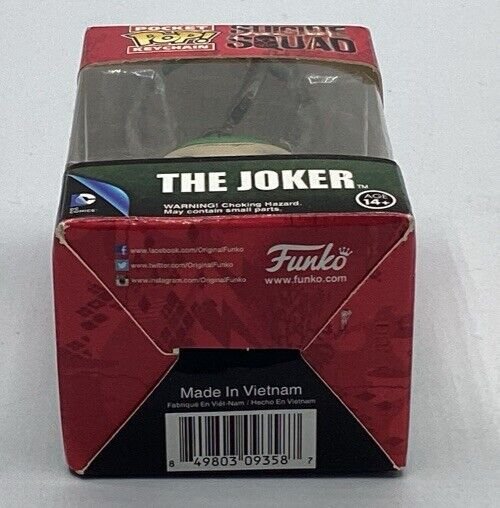 POCKET
POP!
KEYCHAIN
SUICIDE
SQUAD
DC
COMICS
THE JOKER™
WARNING! Choking Hazard.
May contain small parts.
AGE
14+
www.facebook.com/OriginalFunko
www.twitter.com/OriginalFunko
www.instagram.com/OriginalFunko
Funko
www.funko.com
Made In Vietnam
Fabriqué En Viêt-Nam / Hecho En Vietnam
8 49803 09358 7